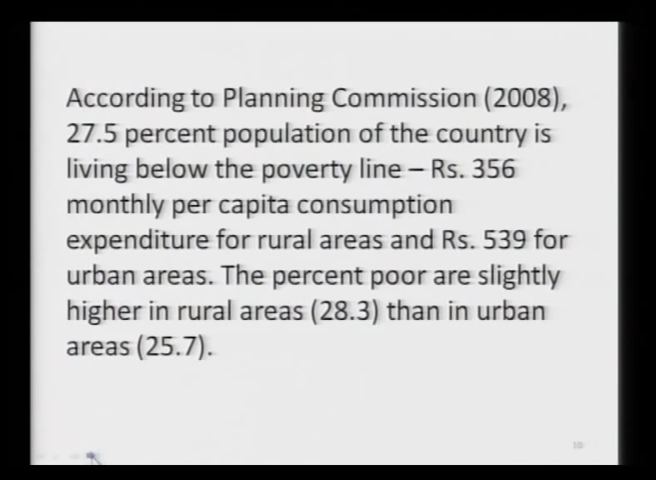 According to Planning Commission (2008),
27.5 percent population of the country is
living below the poverty line – Rs. 356
monthly per capita consumption
expenditure for rural areas and Rs. 539 for
urban areas. The percent poor are slightly
higher in rural areas (28.3) than in urban
areas (25.7).